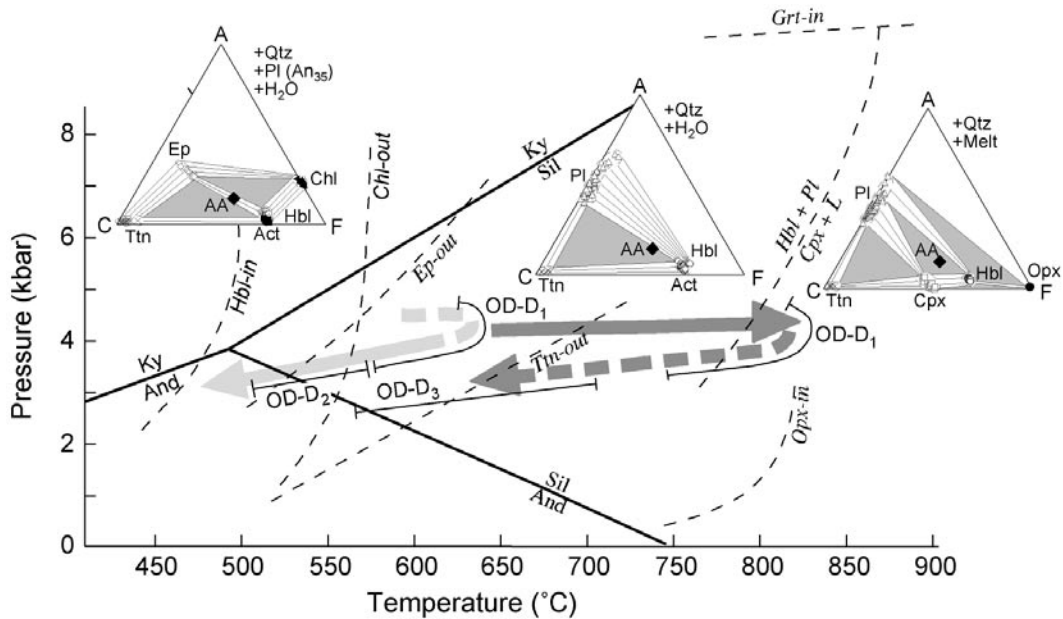 Grt-in
A
+Qtz
+Pl (An₃₅)
+H₂O
Ep
Chl
AA
Hbl
C
Ttn
Act
F
A
+Qtz
+H₂O
Pl
AA
Hbl
C
Ttn
Act
F
A
+Qtz
+Melt
Pl
AA
Hbl
Opx
C
Ttn
Cpx
F
Ky
Sil
Chl-out
Ep-out
Hbl-in
Hbl + Pl
Cpx + L
OD-D₁
OD-D₁
Ttn-out
Ky
And
OD-D₂
OD-D₃
Opx-in
Sil
And
8
6
4
2
0
Pressure (kbar)
450 500 550 600 650 700 750 800 850 900
Temperature (°C)